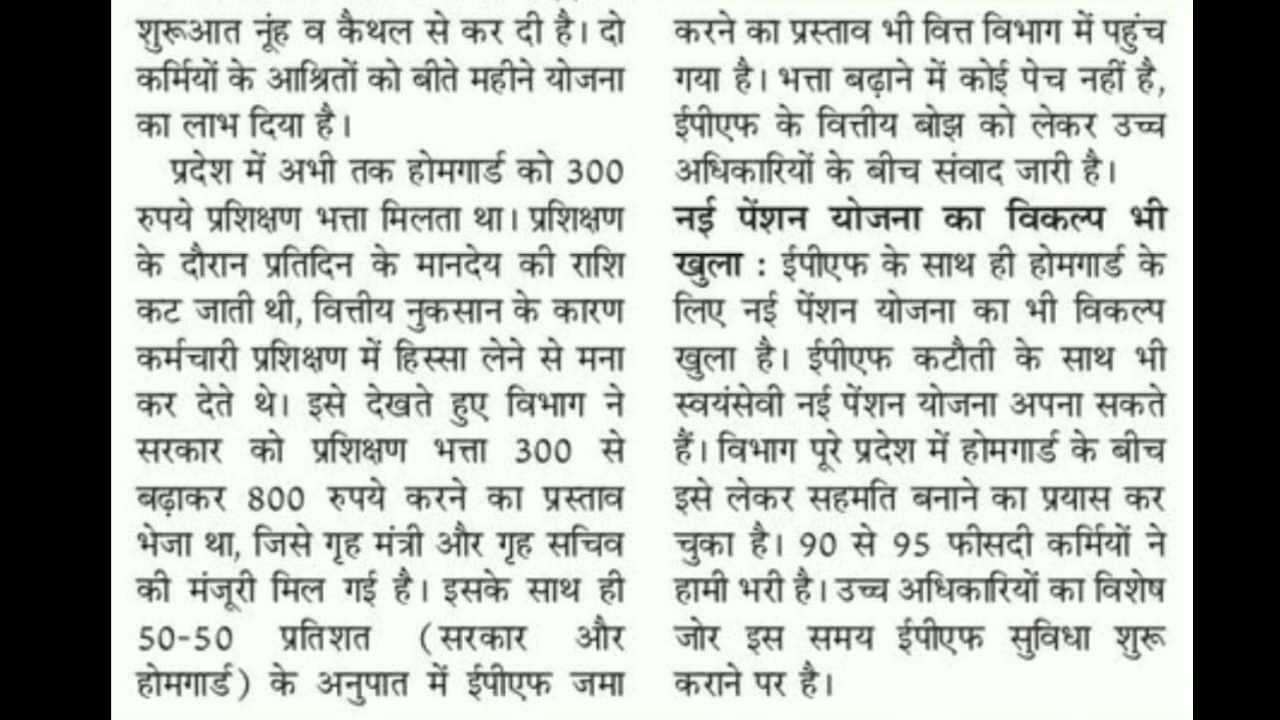 शुरूआत नूंह व कैथल से कर दी है। दो
कर्मियों के आश्रितों को बीते महीने योजना
का लाभ दिया है।
प्रदेश में अभी तक होमगार्ड को 300
रुपये प्रशिक्षण भत्ता मिलता था। प्रशिक्षण
के दौरान प्रतिदिन के मानदेय की राशि
कट जाती थी, वित्तीय नुकसान के कारण
कर्मचारी प्रशिक्षण में हिस्सा लेने से मना
कर देते थे। इसे देखते हुए विभाग ने
सरकार को प्रशिक्षण भत्ता 300 से
बढ़ाकर 800 रुपये करने का प्रस्ताव
भेजा था, जिसे गृह मंत्री और गृह सचिव
की मंजूरी मिल गई है। इसके साथ ही
50-50 प्रतिशत (सरकार और
होमगार्ड) के अनुपात में ईपीएफ जमा
करने का प्रस्ताव भी वित्त विभाग में पहुंच
गया है। भत्ता बढ़ाने में कोई पेच नहीं है,
ईपीएफ के वित्तीय बोझ को लेकर उच्च
अधिकारियों के बीच संवाद जारी है।
नई पेंशन योजना का विकल्प भी
खुला : ईपीएफ के साथ ही होमगार्ड के
लिए नई पेंशन योजना का भी विकल्प
खुला है। ईपीएफ कटौती के साथ भी
स्वयंसेवी नई पेंशन योजना अपना सकते
हैं। विभाग पूरे प्रदेश में होमगार्ड के बीच
इसे लेकर सहमति बनाने का प्रयास कर
चुका है। 90 से 95 फीसदी कर्मियों ने
हामी भरी है। उच्च अधिकारियों का विशेष
जोर इस समय ईपीएफ सुविधा शुरू
कराने पर है।